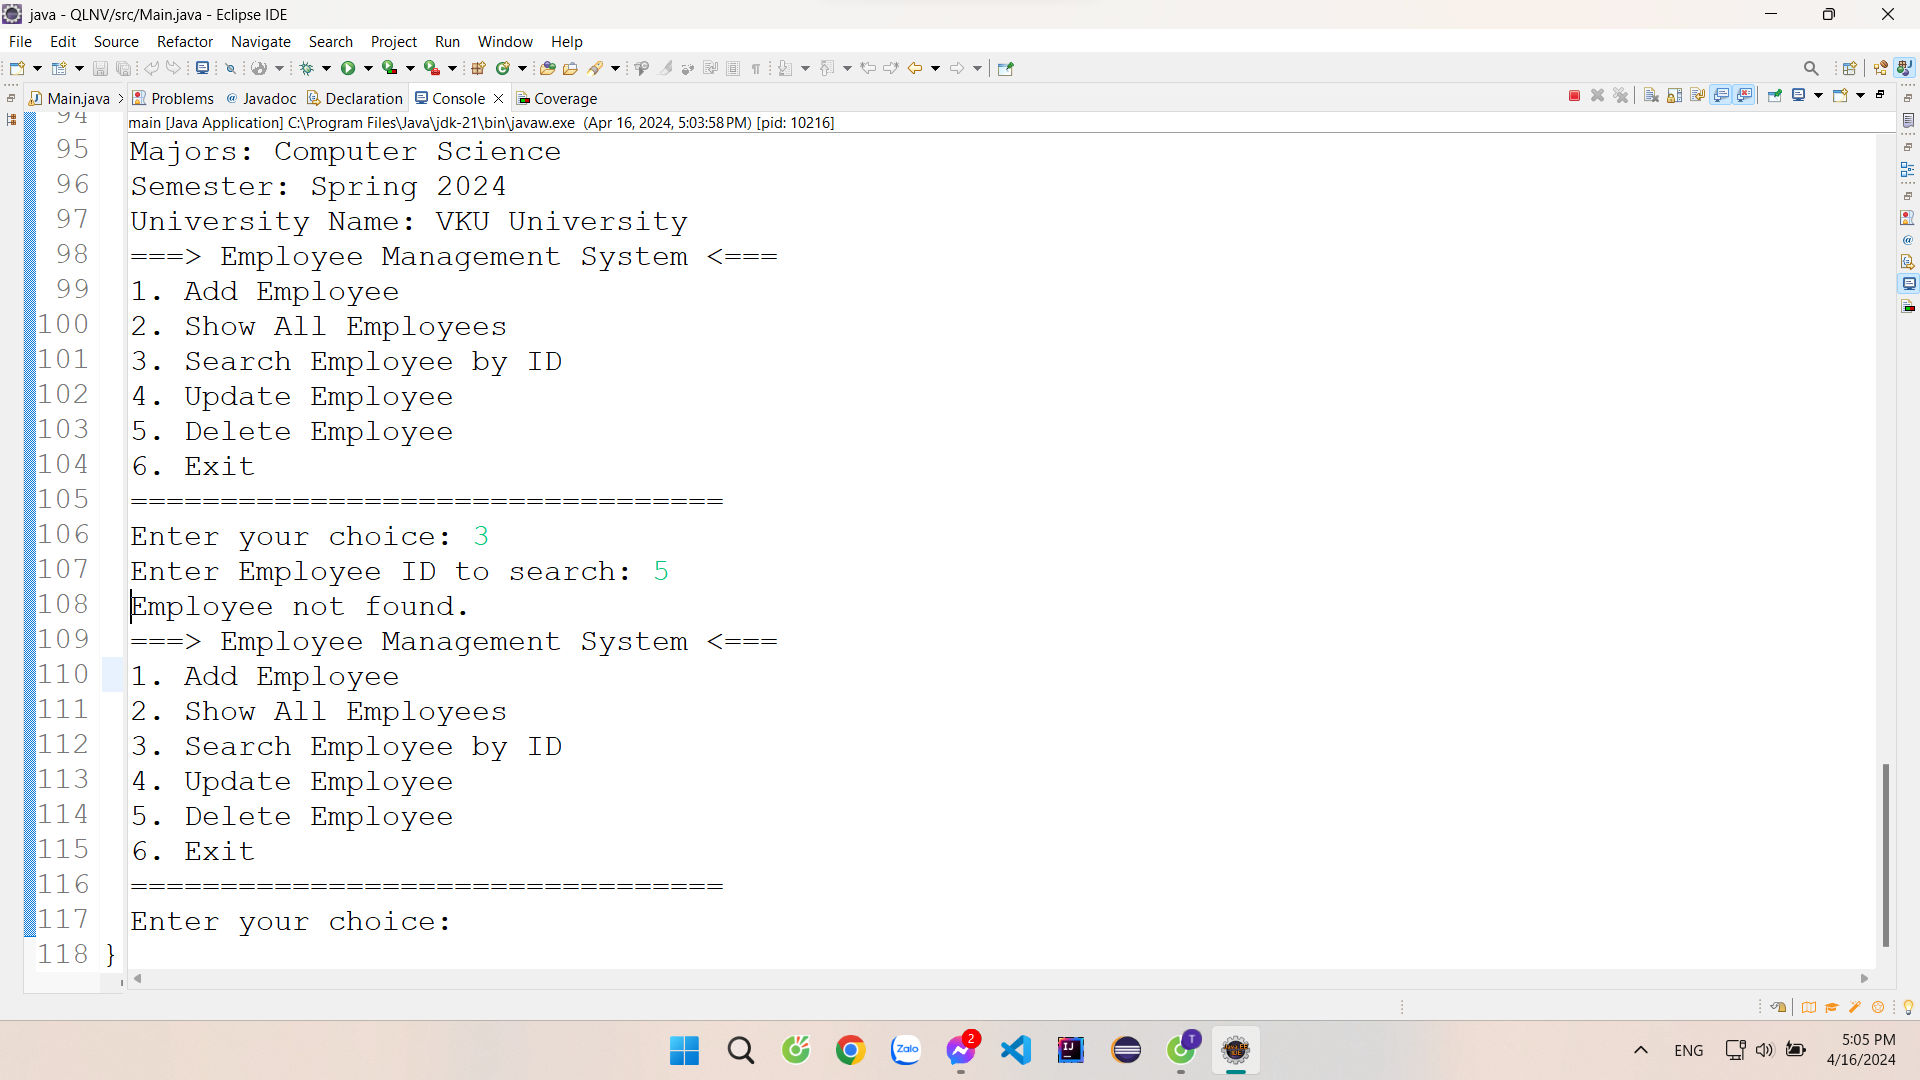 java - QLNV/src/Main.java - Eclipse IDE
File Edit Source Refactor Navigate Search Project Run Window Help
Main.java Problems @ Javadoc Declaration Console Coverage
main [Java Application] C:\Program Files\Java\jdk-21\bin\javaw.exe (Apr 16, 2024, 5:03:58 PM) [pid: 10216]
94
95 Majors: Computer Science
96 Semester: Spring 2024
97 University Name: VKU University
98 ===> Employee Management System <===
99 1. Add Employee
100 2. Show All Employees
101 3. Search Employee by ID
102 4. Update Employee
103 5. Delete Employee
104 6. Exit
105 =================================
106 Enter your choice: 3
107 Enter Employee ID to search: 5
108 Employee not found.
109 ===> Employee Management System <===
110 1. Add Employee
111 2. Show All Employees
112 3. Search Employee by ID
113 4. Update Employee
114 5. Delete Employee
115 6. Exit
116 =================================
117 Enter your choice:
118 }
Zalo 2 IJ T
ENG 5:05 PM
4/16/2024